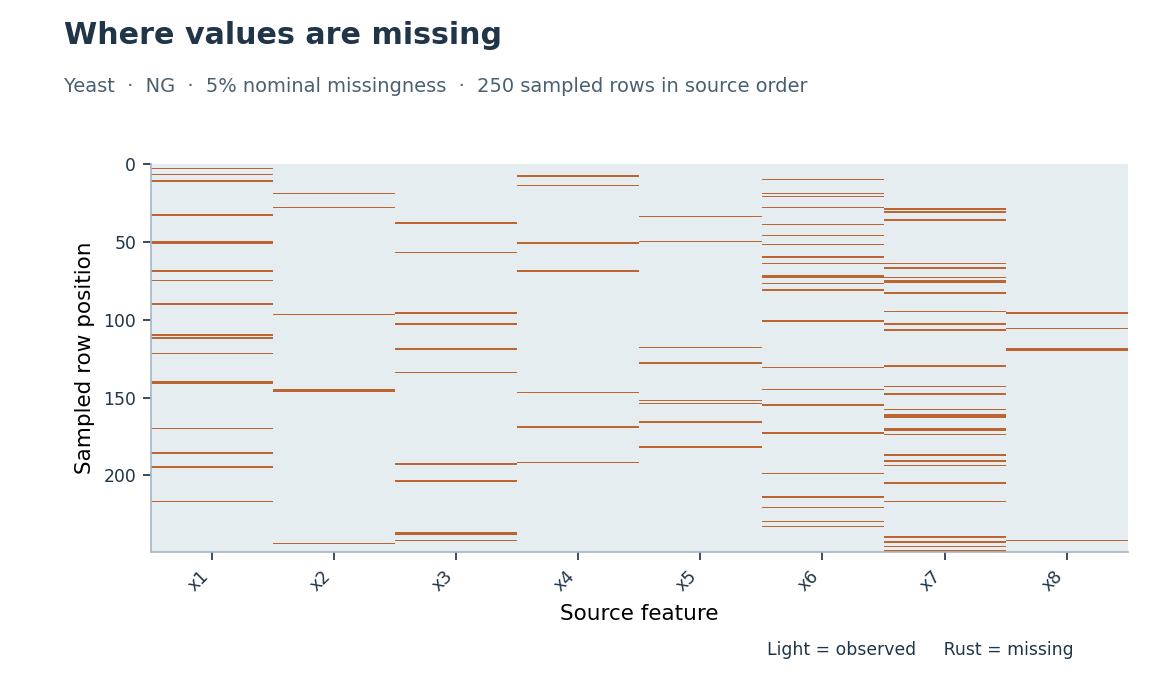 Where values are missing
Yeast · NG · 5% nominal missingness · 250 sampled rows in source order
0
50
100
150
200
Sampled row position
x1 x2 x3 x4 x5 x6 x7 x8
Source feature
Light = observed Rust = missing